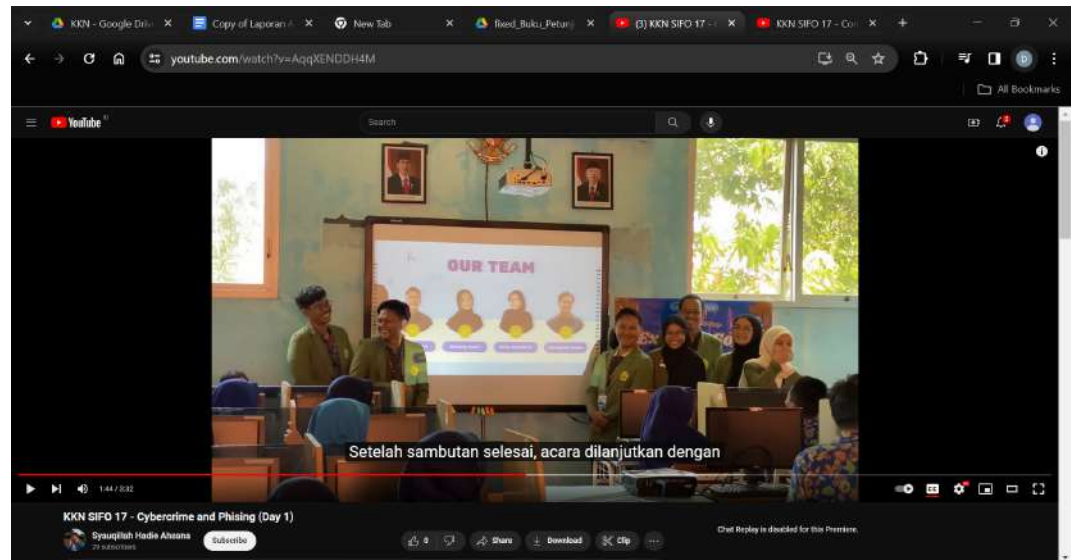 KKN - Google Driv
Copy of Laporan A
New Tab
fixed_Buku_Petunj
(3) KKN SIFO 17 - C
KKN SIFO 17 - Con
youtube.com/watch?v=AqqXENDDH4M
All Bookmarks
YouTube
Search
OUR TEAM
Setelah sambutan selesai, acara dilanjutkan dengan
1:44 / 3:32
KKN SIFO 17 - Cybercrime and Phising (Day 1)
Syauqillah Hadie Ahsana
29 subscribers
Subscribe
0
Share
Download
Clip
Chat Replay is disabled for this Premiere.